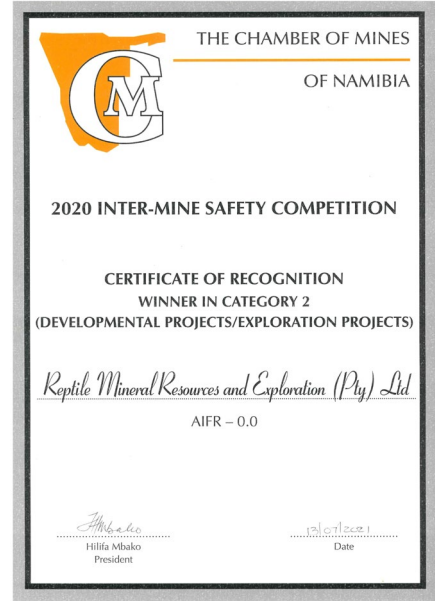 THE CHAMBER OF MINES
OF NAMIBIA
CM
2020 INTER-MINE SAFETY COMPETITION
CERTIFICATE OF RECOGNITION
WINNER IN CATEGORY 2
(DEVELOPMENTAL PROJECTS/EXPLORATION PROJECTS)
Reptile Mineral Resources and Exploration (Pty) Ltd
AIFR – 0.0
HMbako
13/07/2021
Hilifa Mbako
Date
President